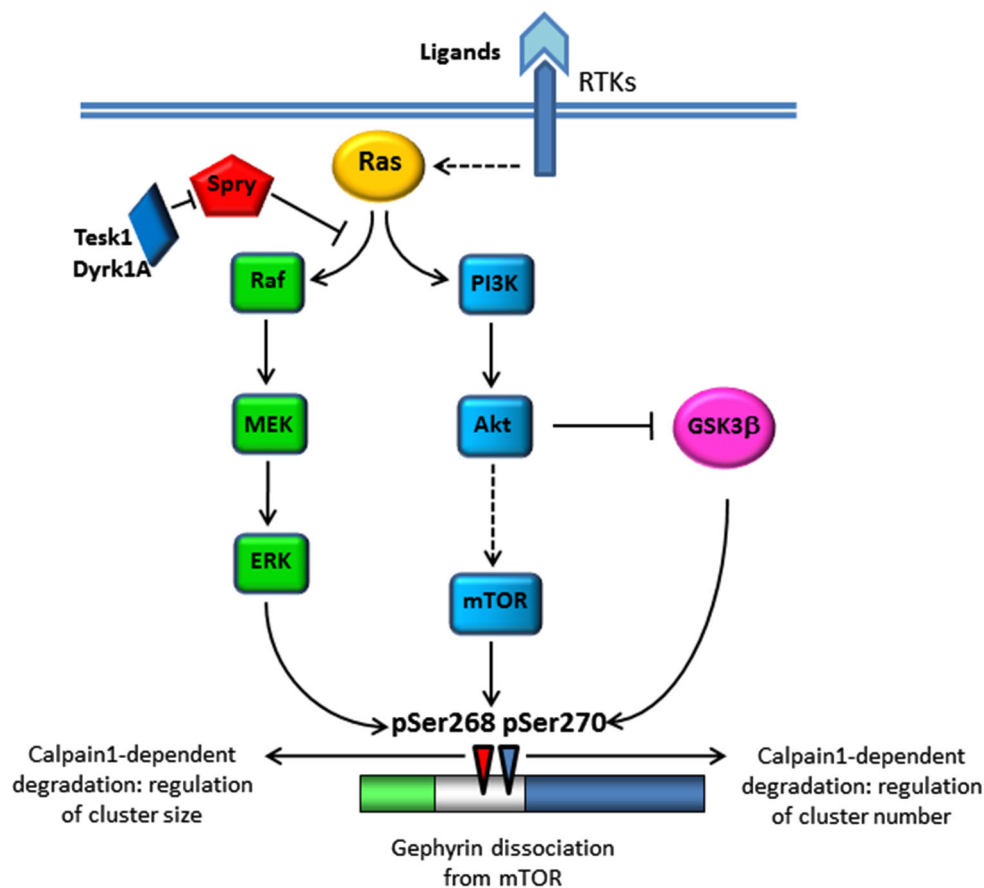 Ligands
RTKs
Ras
Spry
Tesk1
Dyrk1A
Raf
PI3K
MEK
Akt
GSK3β
ERK
mTOR
pSer268 pSer270
Calpain1-dependent
degradation: regulation
of cluster size
Calpain1-dependent
degradation: regulation
of cluster number
Gephyrin dissociation
from mTOR